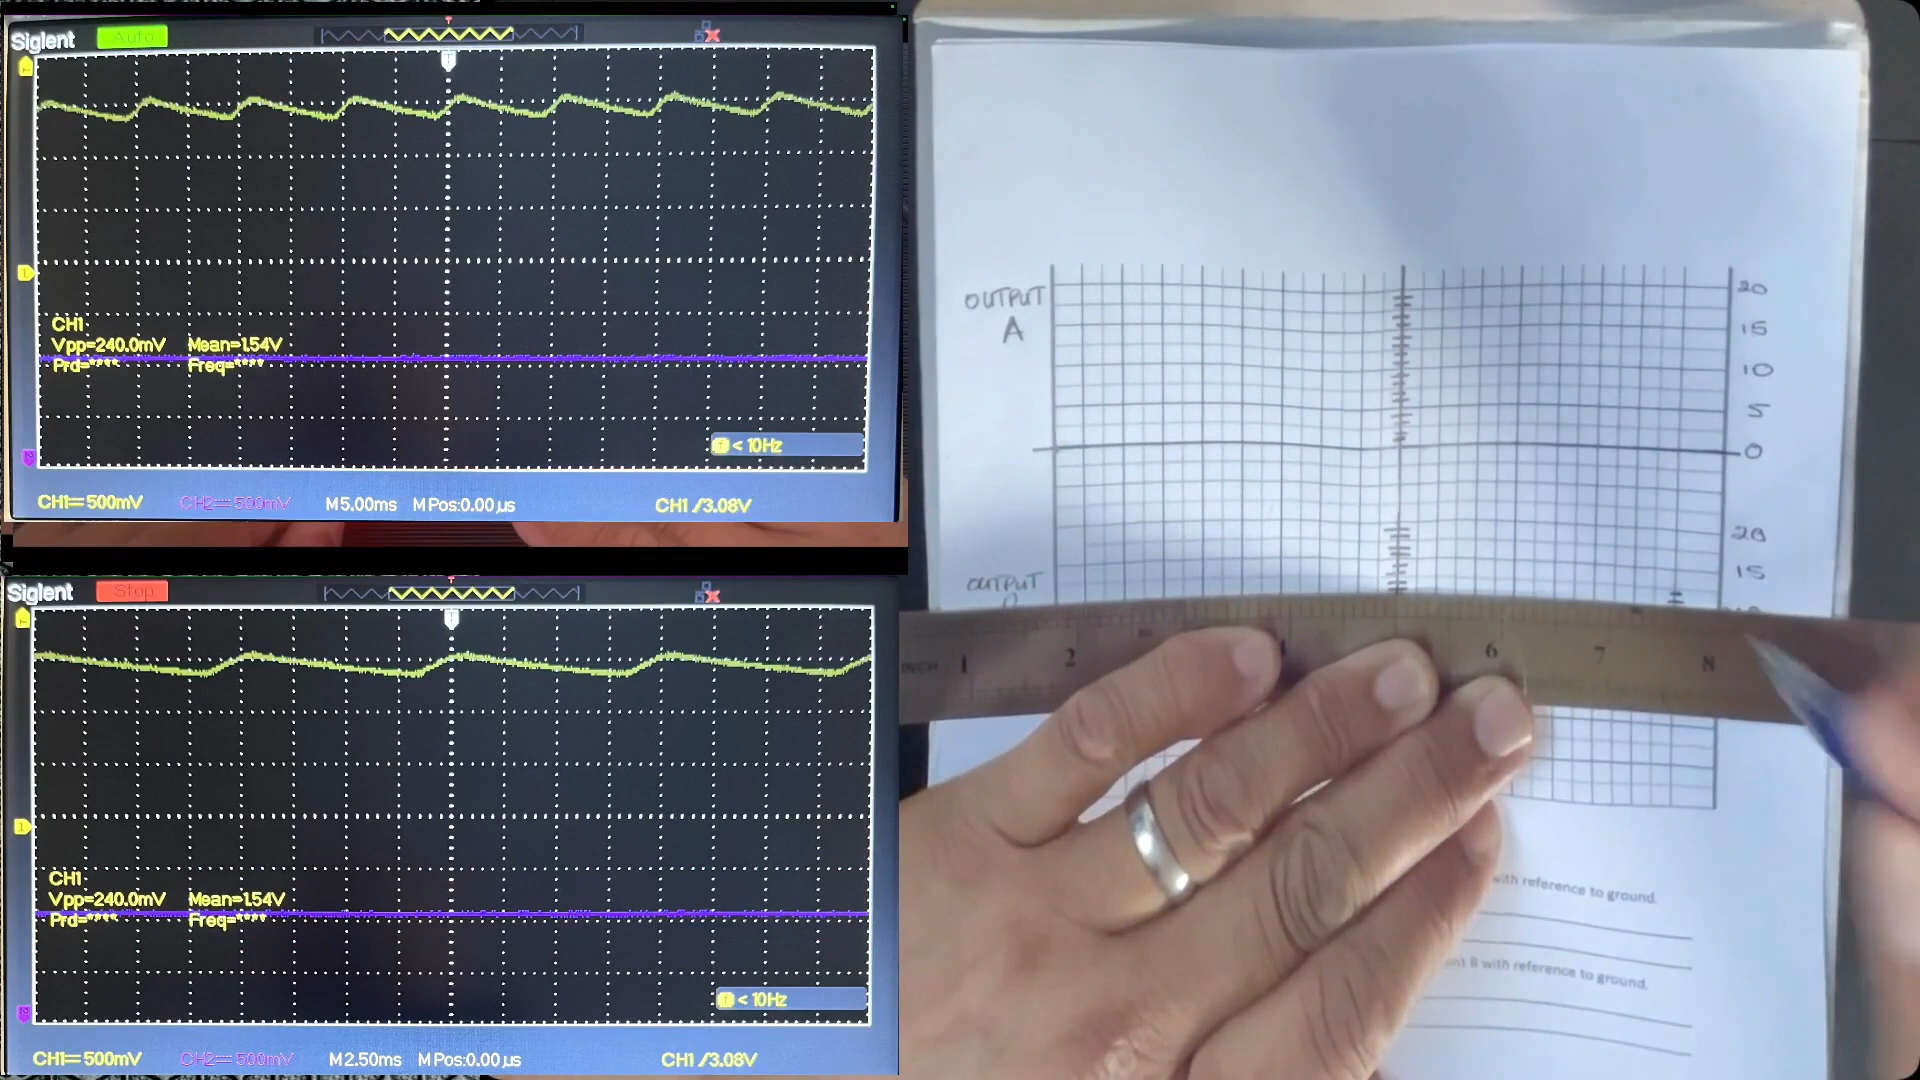 Siglent Auto
CH1
Vpp=240.0mV Mean=1.54V
Prd=**** Freq=****
< 10Hz
CH1 500mV CH2 500mV M 5.00ms M Pos:0.00µs CH1 /3.08V
Siglent Stop
CH1
Vpp=240.0mV Mean=1.54V
Prd=**** Freq=****
< 10Hz
CH1 500mV CH2 500mV M 2.50ms M Pos:0.00µs CH1 /3.08V
OUTPUT
A
20
15
10
5
0
20
OUTPUT
15
INCH 1 2 4 6 7 8
with reference to ground.
B with reference to ground.